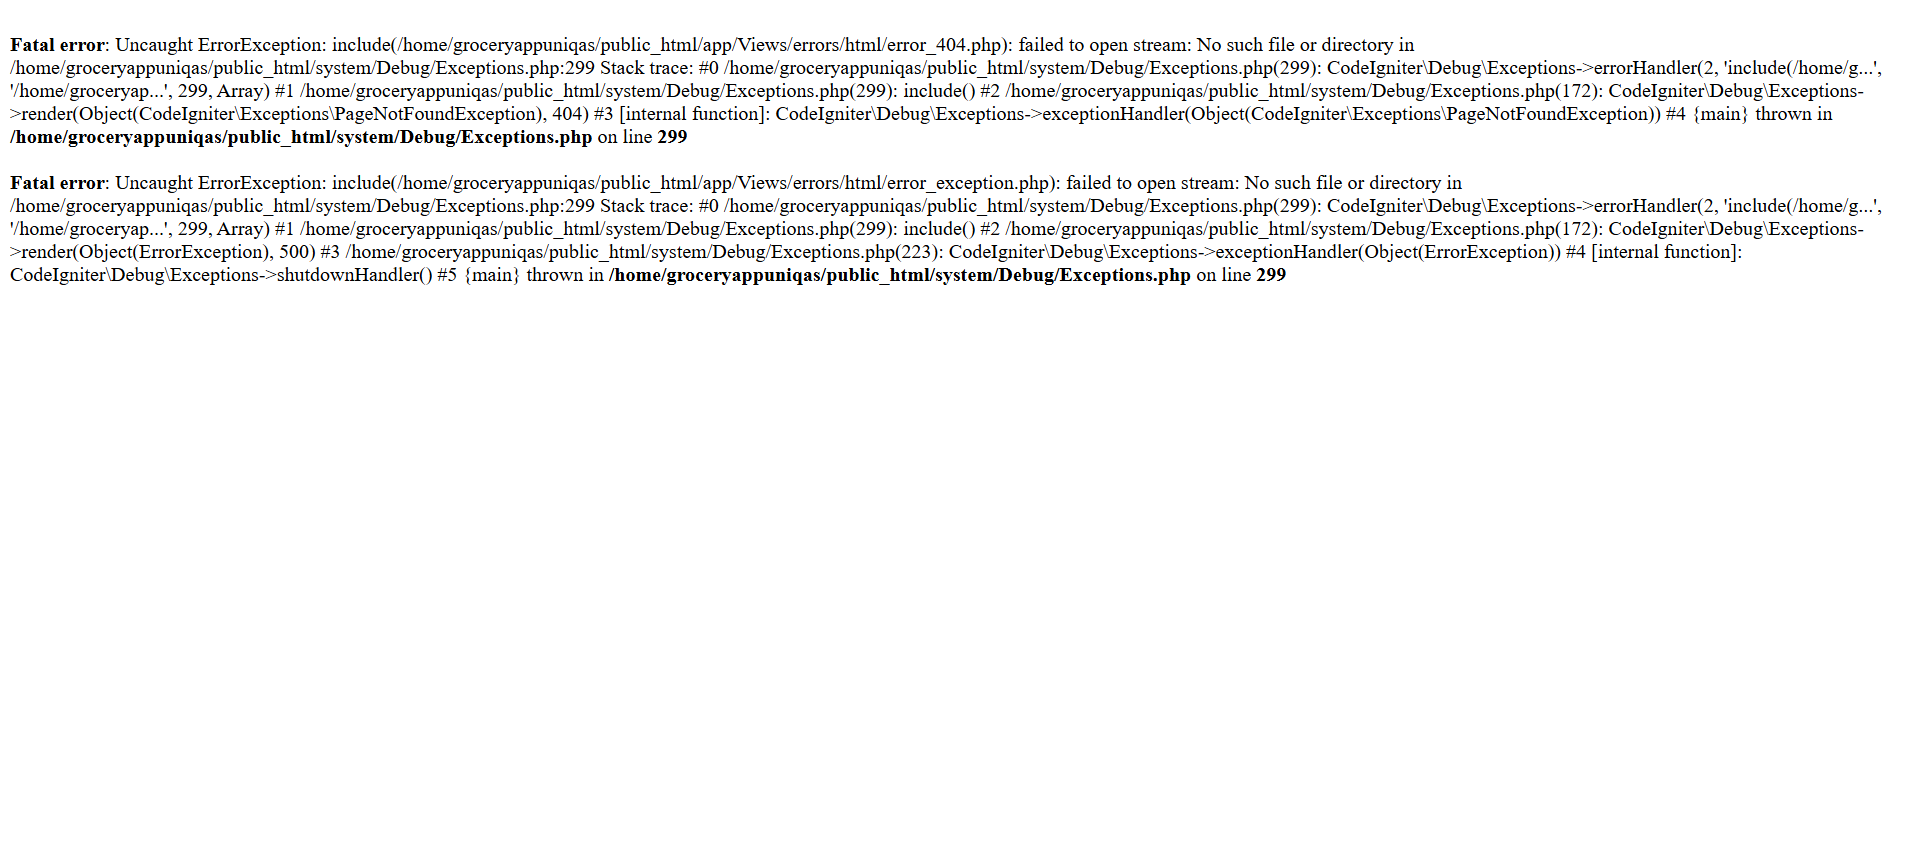 Fatal error: Uncaught ErrorException: include(/home/groceryappuniqas/public_html/app/Views/errors/html/error_404.php): failed to open stream: No such file or directory in
/home/groceryappuniqas/public_html/system/Debug/Exceptions.php:299 Stack trace: #0 /home/groceryappuniqas/public_html/system/Debug/Exceptions.php(299): CodeIgniter\Debug\Exceptions->errorHandler(2, 'include(/home/g...',
'/home/groceryap...', 299, Array) #1 /home/groceryappuniqas/public_html/system/Debug/Exceptions.php(299): include() #2 /home/groceryappuniqas/public_html/system/Debug/Exceptions.php(172): CodeIgniter\Debug\Exceptions-
>render(Object(CodeIgniter\Exceptions\PageNotFoundException), 404) #3 [internal function]: CodeIgniter\Debug\Exceptions->exceptionHandler(Object(CodeIgniter\Exceptions\PageNotFoundException)) #4 {main} thrown in
/home/groceryappuniqas/public_html/system/Debug/Exceptions.php on line 299
Fatal error: Uncaught ErrorException: include(/home/groceryappuniqas/public_html/app/Views/errors/html/error_exception.php): failed to open stream: No such file or directory in
/home/groceryappuniqas/public_html/system/Debug/Exceptions.php:299 Stack trace: #0 /home/groceryappuniqas/public_html/system/Debug/Exceptions.php(299): CodeIgniter\Debug\Exceptions->errorHandler(2, 'include(/home/g...',
'/home/groceryap...', 299, Array) #1 /home/groceryappuniqas/public_html/system/Debug/Exceptions.php(299): include() #2 /home/groceryappuniqas/public_html/system/Debug/Exceptions.php(172): CodeIgniter\Debug\Exceptions-
>render(Object(ErrorException), 500) #3 /home/groceryappuniqas/public_html/system/Debug/Exceptions.php(223): CodeIgniter\Debug\Exceptions->exceptionHandler(Object(ErrorException)) #4 [internal function]:
CodeIgniter\Debug\Exceptions->shutdownHandler() #5 {main} thrown in /home/groceryappuniqas/public_html/system/Debug/Exceptions.php on line 299